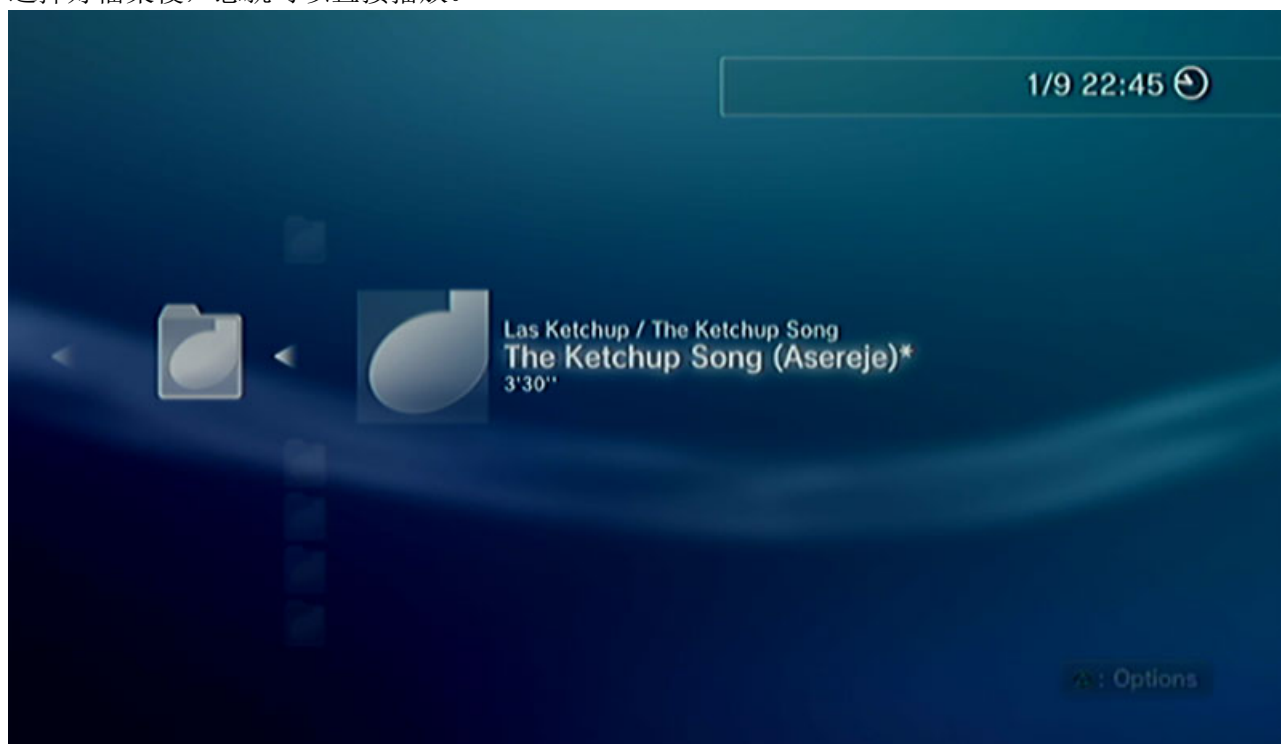 1/9 22:45
Las Ketchup / The Ketchup Song
The Ketchup Song (Asereje)*
3'30''
: Options